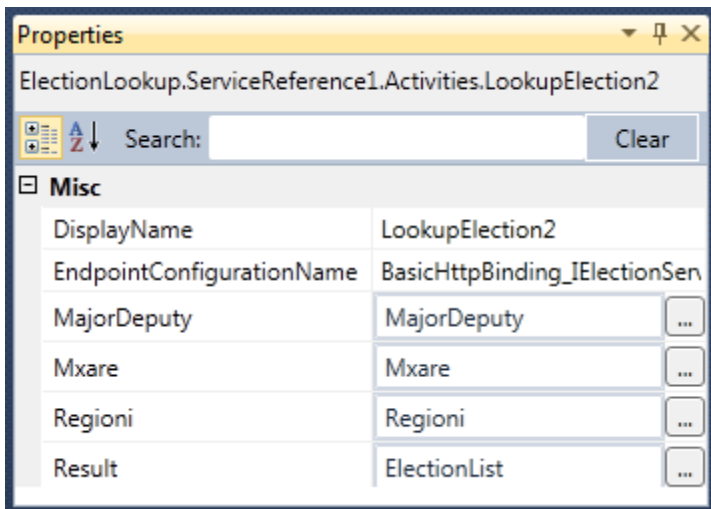 Properties
ElectionLookup.ServiceReference1.Activities.LookupElection2
A Z Search: Clear
Misc
DisplayName LookupElection2
EndpointConfigurationName BasicHttpBinding_IElectionServ
MajorDeputy MajorDeputy ...
Mxare Mxare ...
Regioni Regioni ...
Result ElectionList ...